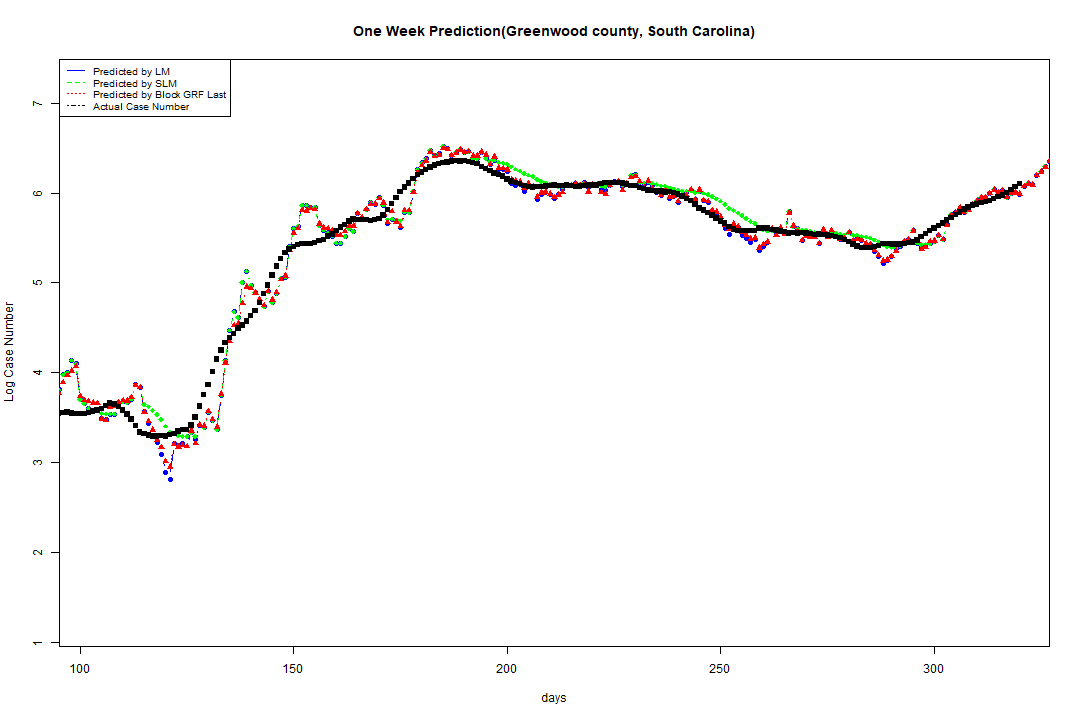 One Week Prediction(Greenwood county, South Carolina)
Predicted by LM
Predicted by SLM
Predicted by Block GRF Last
Actual Case Number
7
6
5
4
3
2
1
Log Case Number
100 150 200 250 300
days